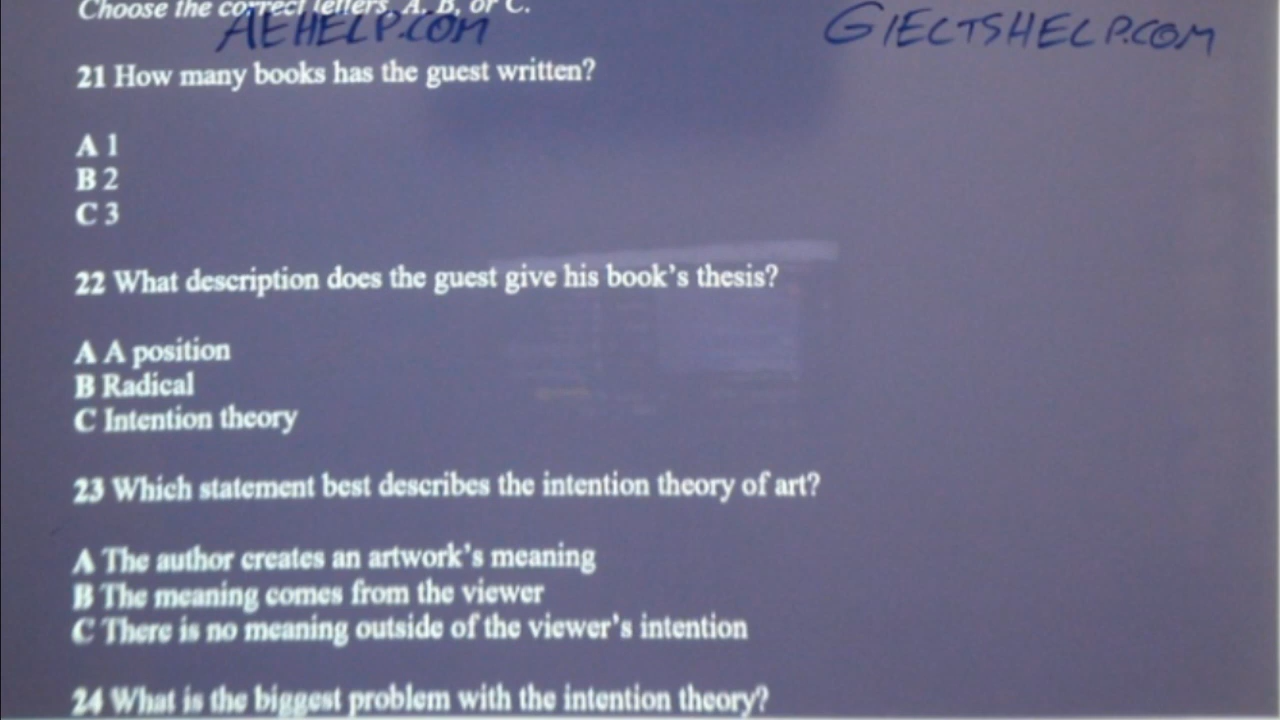 Choose the correct letters, A, B, or C.
AEHELP.COM
GIELTSHELP.COM
21 How many books has the guest written?
A 1
B 2
C 3
22 What description does the guest give his book's thesis?
A A position
B Radical
C Intention theory
23 Which statement best describes the intention theory of art?
A The author creates an artwork's meaning
B The meaning comes from the viewer
C There is no meaning outside of the viewer's intention
24 What is the biggest problem with the intention theory?